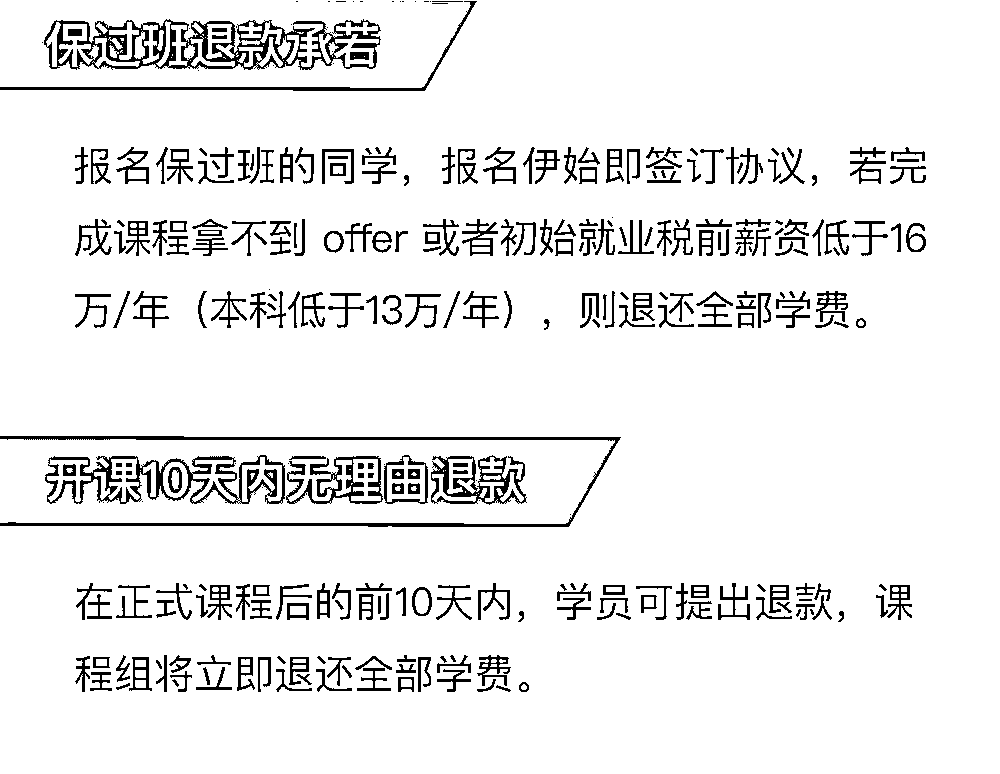 保过班退款承若
报名保过班的同学，报名伊始即签订协议，若完
成课程拿不到 offer 或者初始就业税前薪资低于16
万/年（本科低于13万/年），则退还全部学费。
开课10天内无理由退款
在正式课程后的前10天内，学员可提出退款，课
程组将立即退还全部学费。